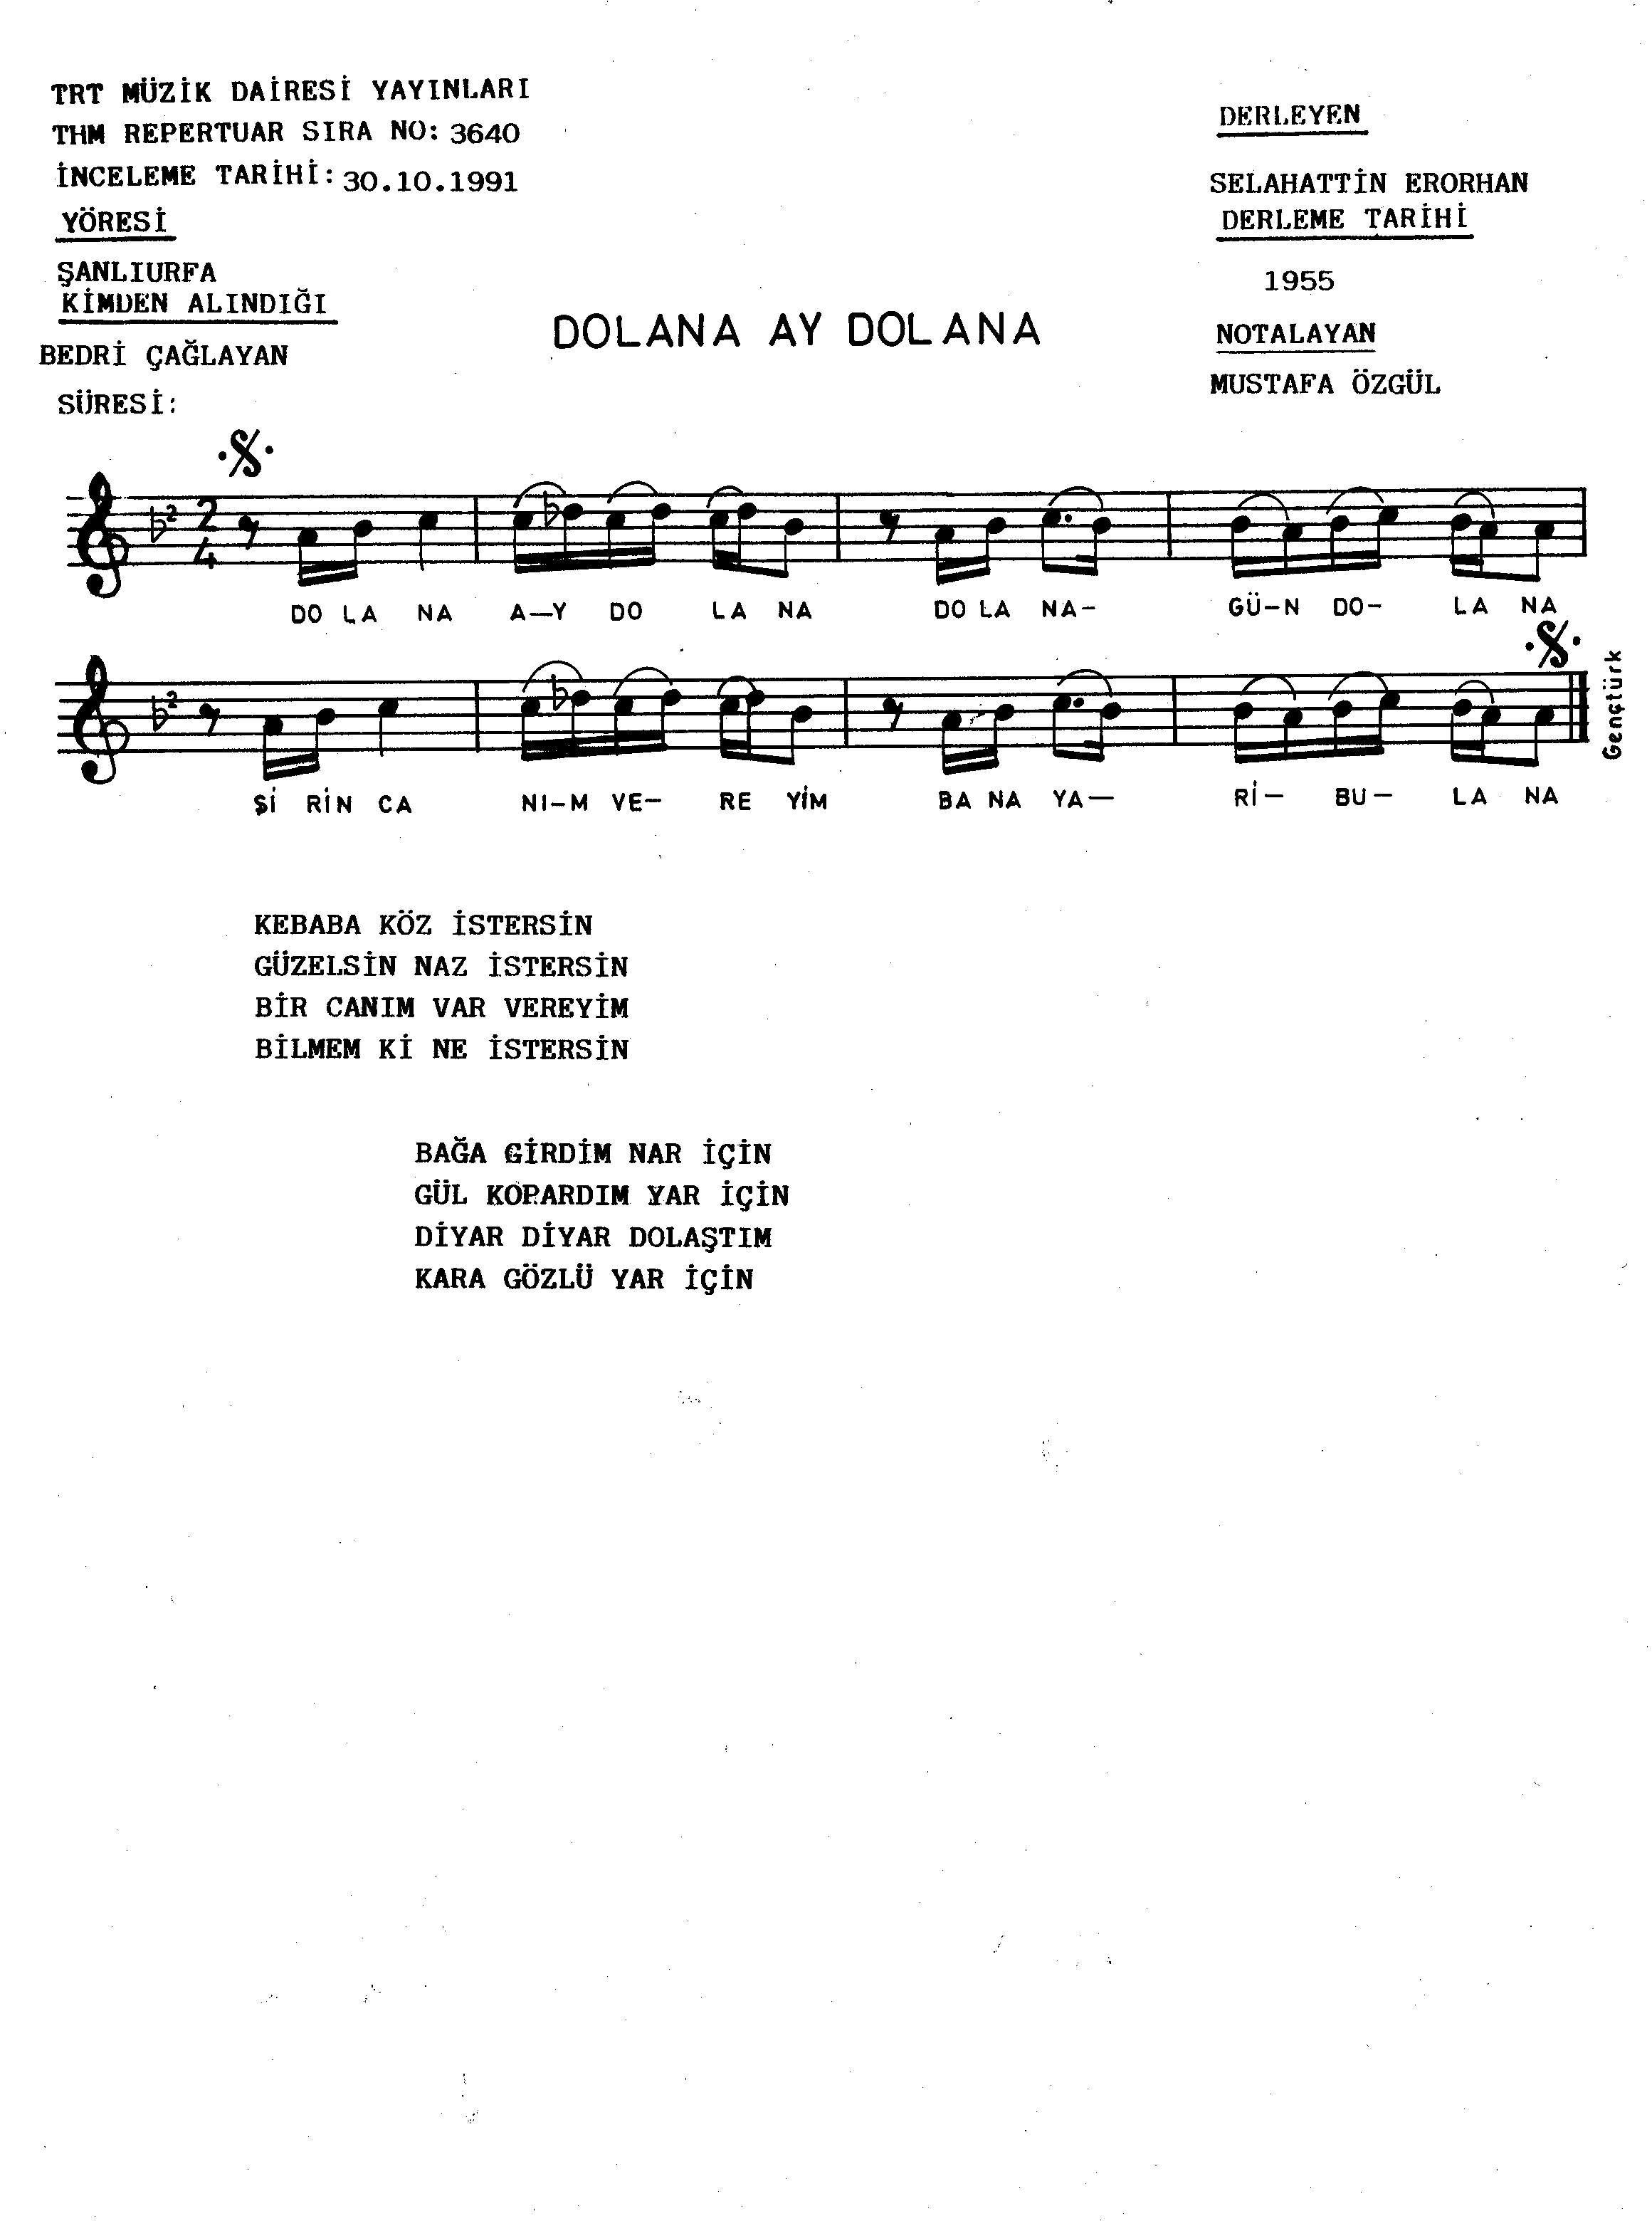 TRT MÜZİK DAİRESİ YAYINLARI
THM REPERTUAR SIRA NO: 3640
İNCELEME TARİHİ: 30.10.1991
YÖRESİ
ŞANLIURFA
KİMDEN ALINDIĞI
BEDRİ ÇAĞLAYAN
SÜRESİ:
DERLEYEN
SELAHATTİN ERORHAN
DERLEME TARİHİ
1955
NOTALAYAN
MUSTAFA ÖZGÜL
DOLANA AY DOLANA
2
2
4
DO LA NA A—Y DO LA NA DO LA NA- GÜ-N DO- LA NA
2
Şİ RİN CA NI-M VE- RE YİM BA NA YA— Rİ- BU- LA NA
Gençtürk
KEBABA KÖZ İSTERSİN
GÜZELSİN NAZ İSTERSİN
BİR CANIM VAR VEREYİM
BİLMEM Kİ NE İSTERSİN
BAĞA GİRDİM NAR İÇİN
GÜL KOPARDIM YAR İÇİN
DİYAR DİYAR DOLAŞTIM
KARA GÖZLÜ YAR İÇİN